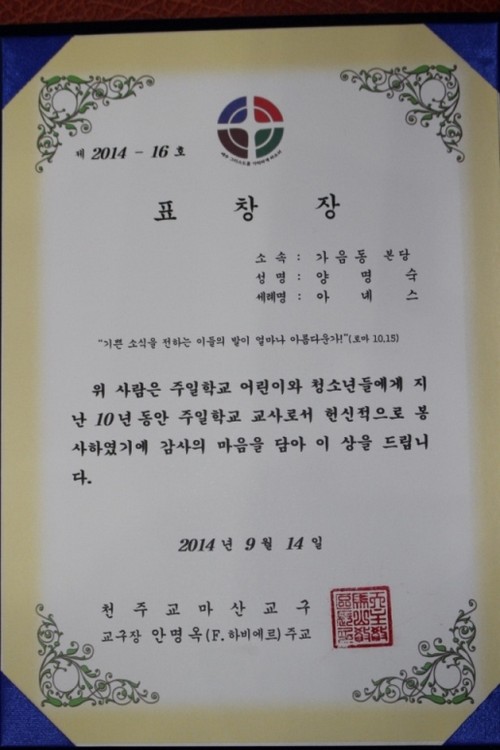 제 2014 - 16 호
표 창 장
소 속 : 가음동 본당
성 명 : 양 명 숙
세례명 : 아 녜 스
"기쁜 소식을 전하는 이들의 발이 얼마나 아름다운가!"(로마 10.15)
위 사람은 주일학교 어린이와 청소년들에게 지
난 10년 동안 주일학교 교사로서 헌신적으로 봉
사하였기에 감사의 마음을 담아 이 상을 드립니
다.
2014 년 9 월 14 일
천 주 교 마 산 교 구
교구장 안명옥(F.하비에르)주교